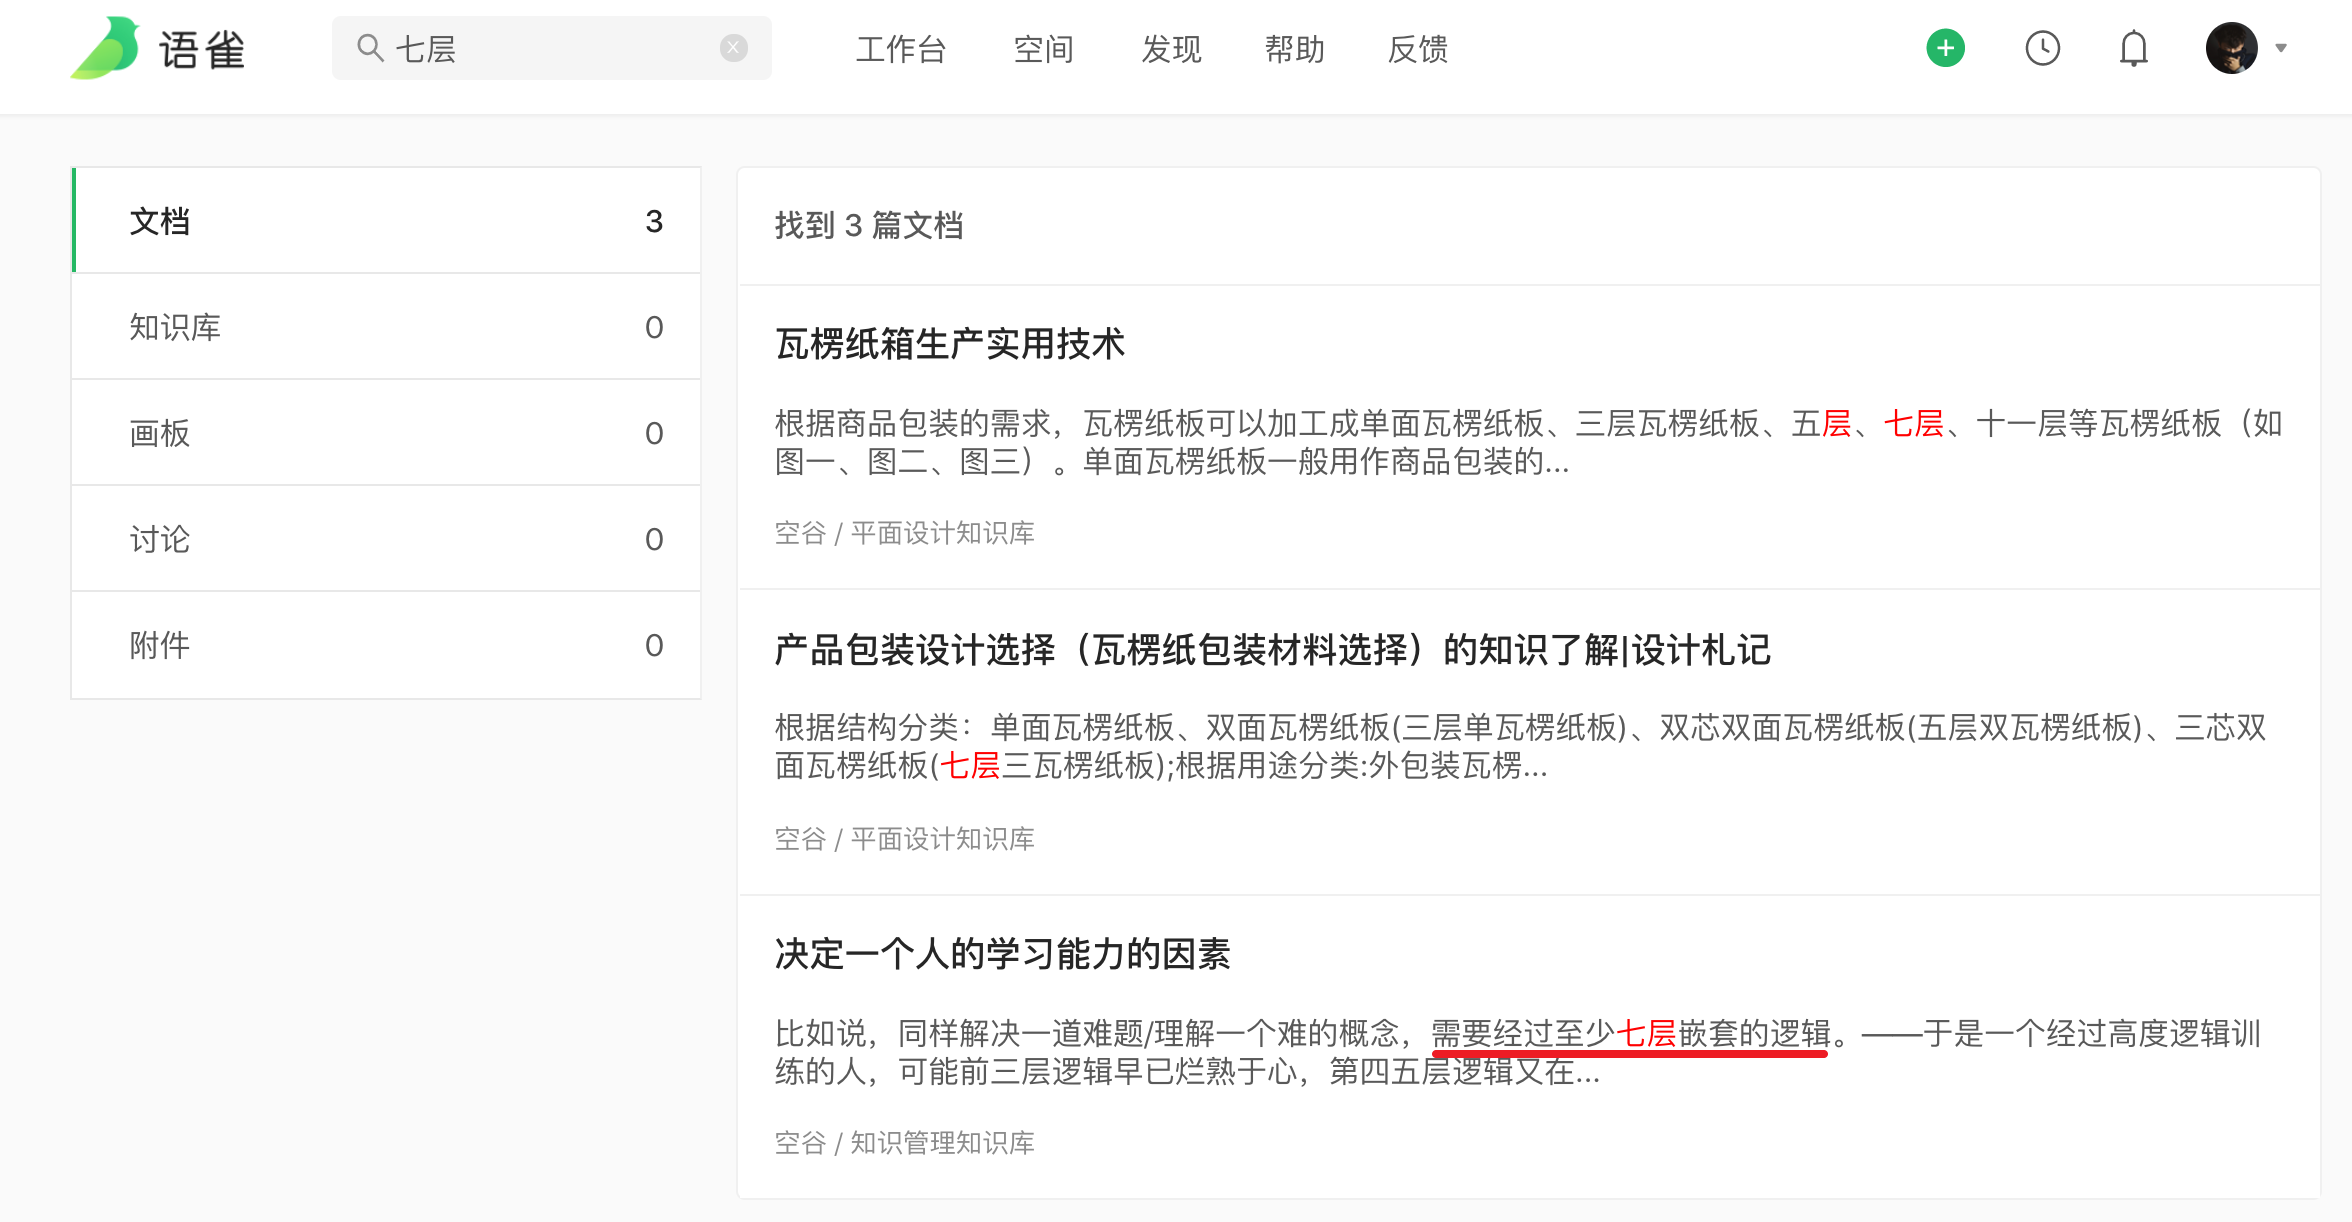 语雀
七层
工作台
空间
发现
帮助
反馈
文档 3
知识库 0
画板 0
讨论 0
附件 0
找到 3 篇文档
瓦楞纸箱生产实用技术
根据商品包装的需求，瓦楞纸板可以加工成单面瓦楞纸板、三层瓦楞纸板、五层、七层、十一层等瓦楞纸板（如
图一、图二、图三）。单面瓦楞纸板一般用作商品包装的...
空谷 / 平面设计知识库
产品包装设计选择（瓦楞纸包装材料选择）的知识了解|设计札记
根据结构分类：单面瓦楞纸板、双面瓦楞纸板(三层单瓦楞纸板)、双芯双面瓦楞纸板(五层双瓦楞纸板)、三芯双
面瓦楞纸板(七层三瓦楞纸板);根据用途分类:外包装瓦楞...
空谷 / 平面设计知识库
决定一个人的学习能力的因素
比如说，同样解决一道难题/理解一个难的概念，需要经过至少七层嵌套的逻辑。——于是一个经过高度逻辑训
练的人，可能前三层逻辑早已烂熟于心，第四五层逻辑又在...
空谷 / 知识管理知识库